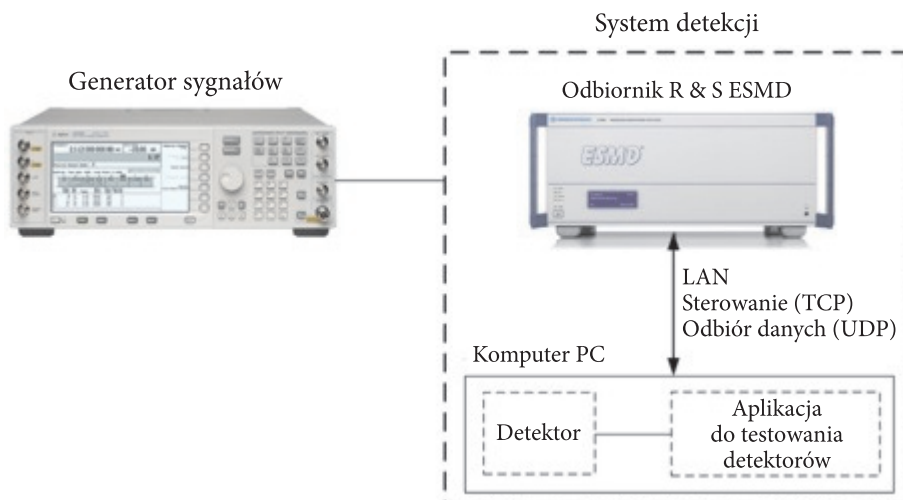 System detekcji
Generator sygnałów
Odbiornik R & S ESMD
ESMD
LAN
Sterowanie (TCP)
Odbiór danych (UDP)
Komputer PC
Detektor
Aplikacja
do testowania
detektorów